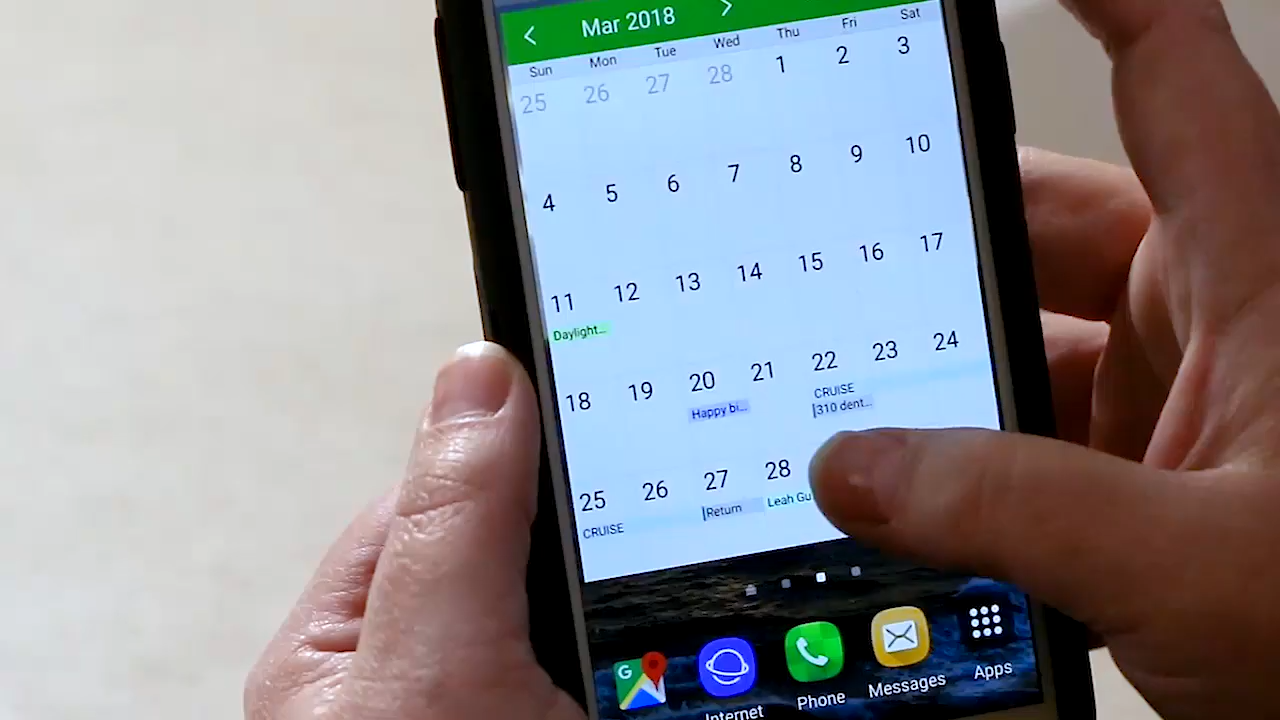 Mar 2018
Sun Mon Tue Wed Thu Fri Sat
25 26 27 28 1 2 3
4 5 6 7 8 9 10
11 12 13 14 15 16 17
Daylight...
18 19 20 21 22 23 24
Happy bi... CRUISE
310 dent...
25 26 27 28
CRUISE Return Leah Gu
G
Internet Phone Messages Apps